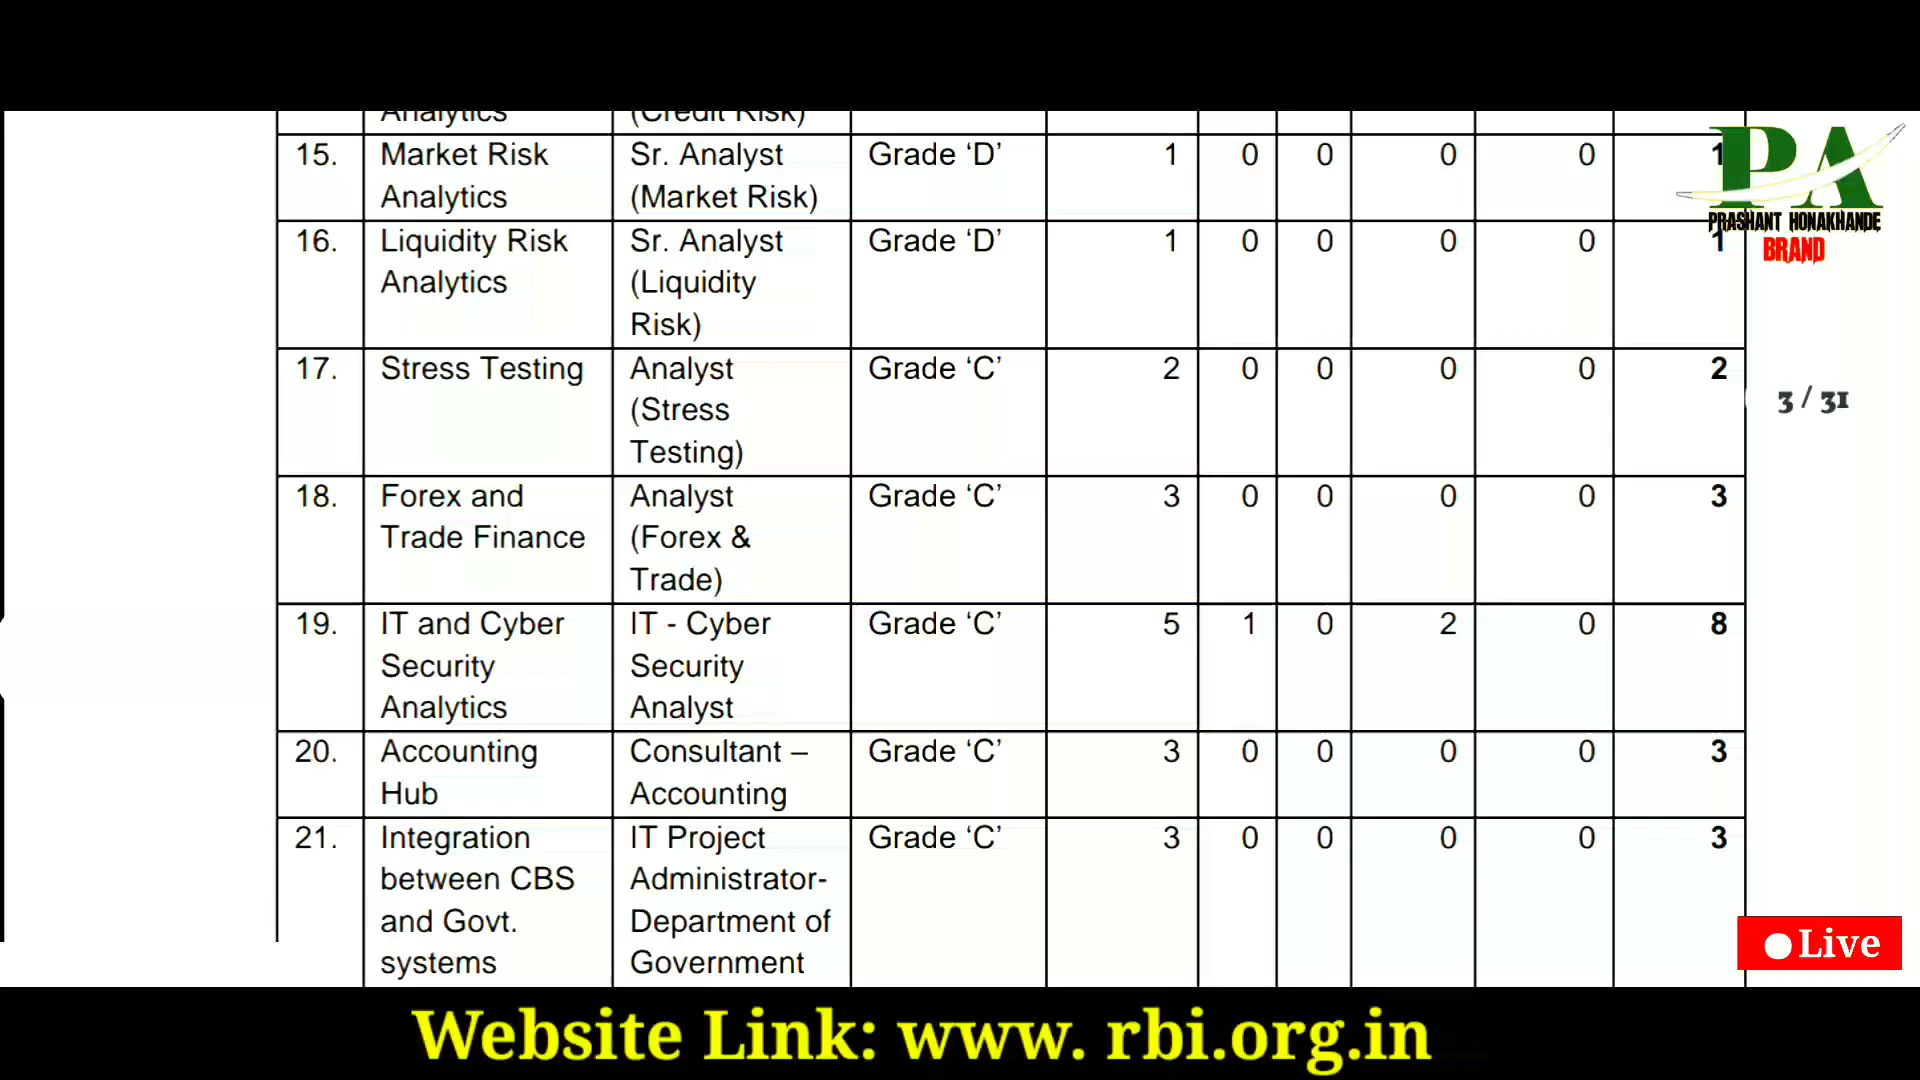 Analytics (Credit Risk)
15. Market Risk Sr. Analyst Grade ‘D’ 1 0 0 0 0 1
Analytics (Market Risk)
16. Liquidity Risk Sr. Analyst Grade ‘D’ 1 0 0 0 0 1
Analytics (Liquidity
Risk)
17. Stress Testing Analyst Grade ‘C’ 2 0 0 0 0 2
(Stress
Testing)
18. Forex and Analyst Grade ‘C’ 3 0 0 0 0 3
Trade Finance (Forex &
Trade)
19. IT and Cyber IT - Cyber Grade ‘C’ 5 1 0 2 0 8
Security Security
Analytics Analyst
20. Accounting Consultant – Grade ‘C’ 3 0 0 0 0 3
Hub Accounting
21. Integration IT Project Grade ‘C’ 3 0 0 0 0 3
between CBS Administrator-
and Govt. Department of
systems Government
PA
PRASHANT HONAKHANDE
BRAND
3 / 31
Live
Website Link: www. rbi.org.in